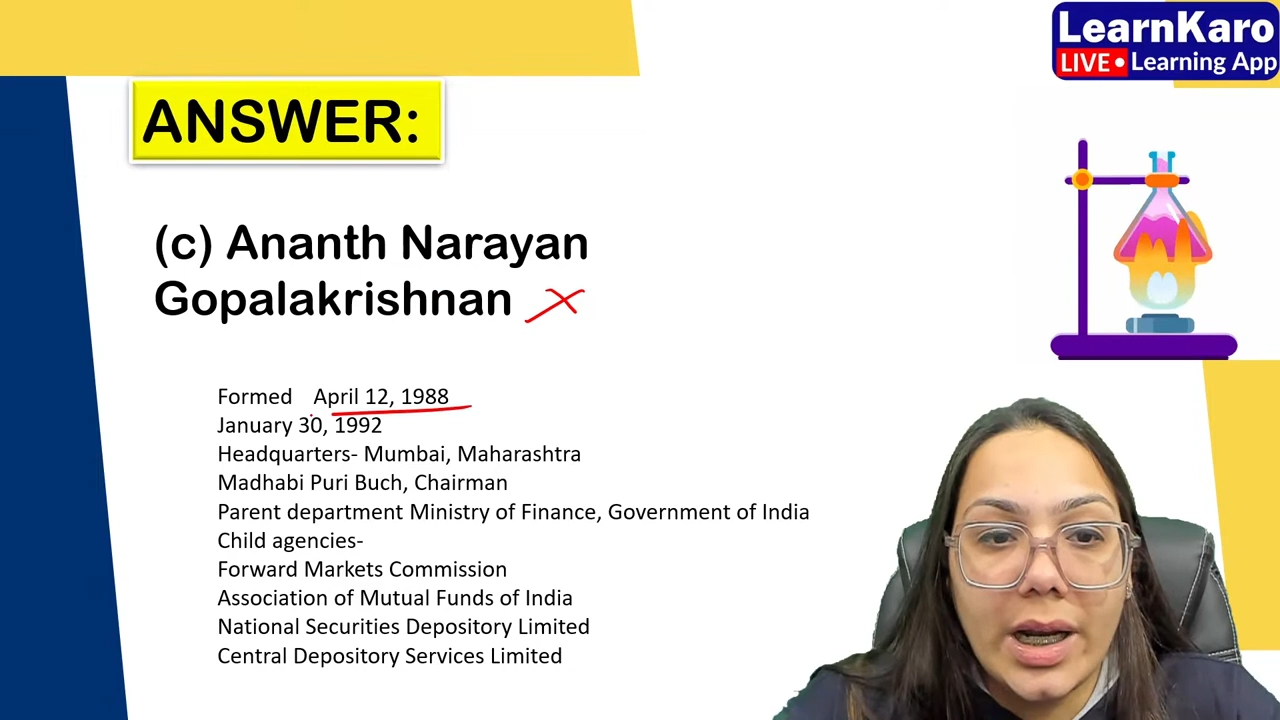 LearnKaro
LIVE • Learning App
ANSWER:
(c) Ananth Narayan
Gopalakrishnan
Formed April 12, 1988
January 30, 1992
Headquarters- Mumbai, Maharashtra
Madhabi Puri Buch, Chairman
Parent department Ministry of Finance, Government of India
Child agencies-
Forward Markets Commission
Association of Mutual Funds of India
National Securities Depository Limited
Central Depository Services Limited